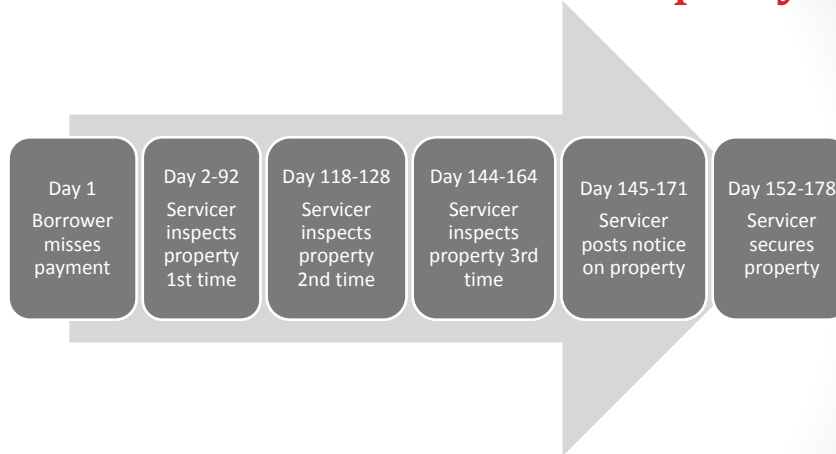 Day 1
Borrower
misses
payment
Day 2-92
Servicer
inspects
property
1st time
Day 118-128
Servicer
inspects
property
2nd time
Day 144-164
Servicer
inspects
property 3rd
time
Day 145-171
Servicer
posts notice
on property
Day 152-178
Servicer
secures
property